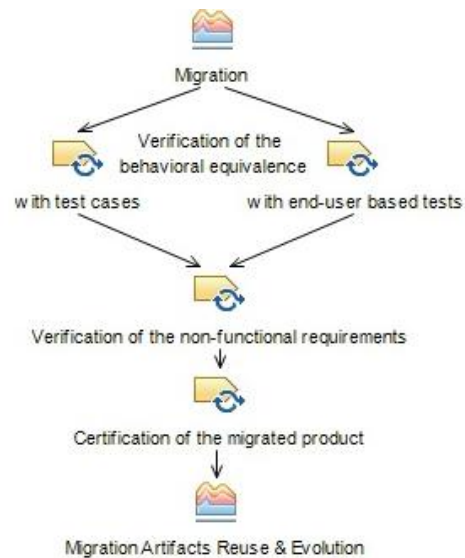 Migration
Verification of the
behavioral equivalence
with test cases
with end-user based tests
Verification of the non-functional requirements
Certification of the migrated product
Migration Artifacts Reuse & Evolution